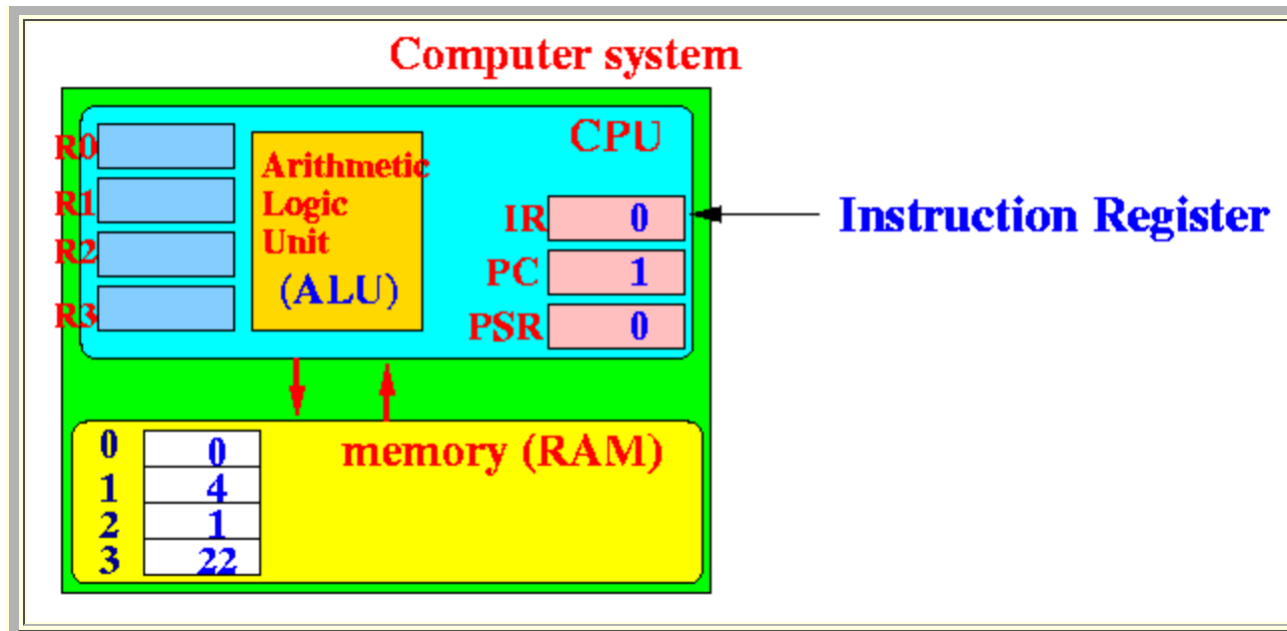 Computer system
CPU
R0
R1
R2
R3
Arithmetic
Logic
Unit
(ALU)
IR 0
PC 1
PSR 0
Instruction Register
memory (RAM)
0 0
1 4
2 1
3 22